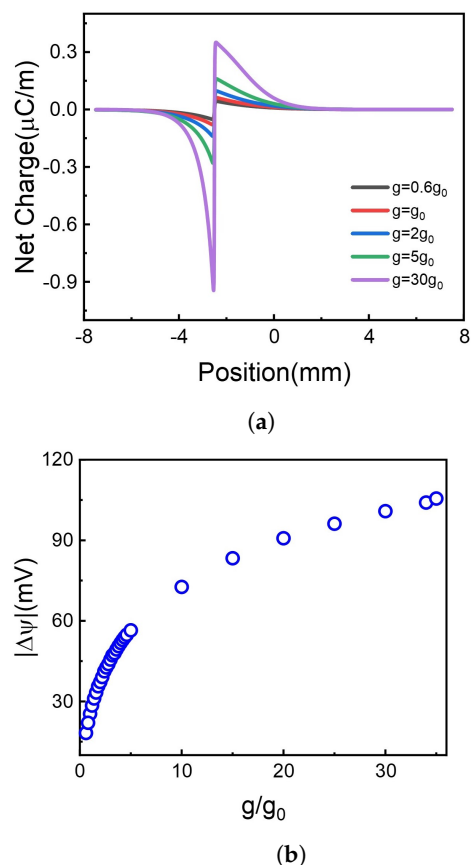 0.3
0.0
-0.3
-0.6
-0.9
Net Charge(μC/m)
g=0.6g₀
g=g₀
g=2g₀
g=5g₀
g=30g₀
-8 -4 0 4 8
Position(mm)
(a)
120
90
60
30
|Δψ|(mV)
0 10 20 30
g/g₀
(b)